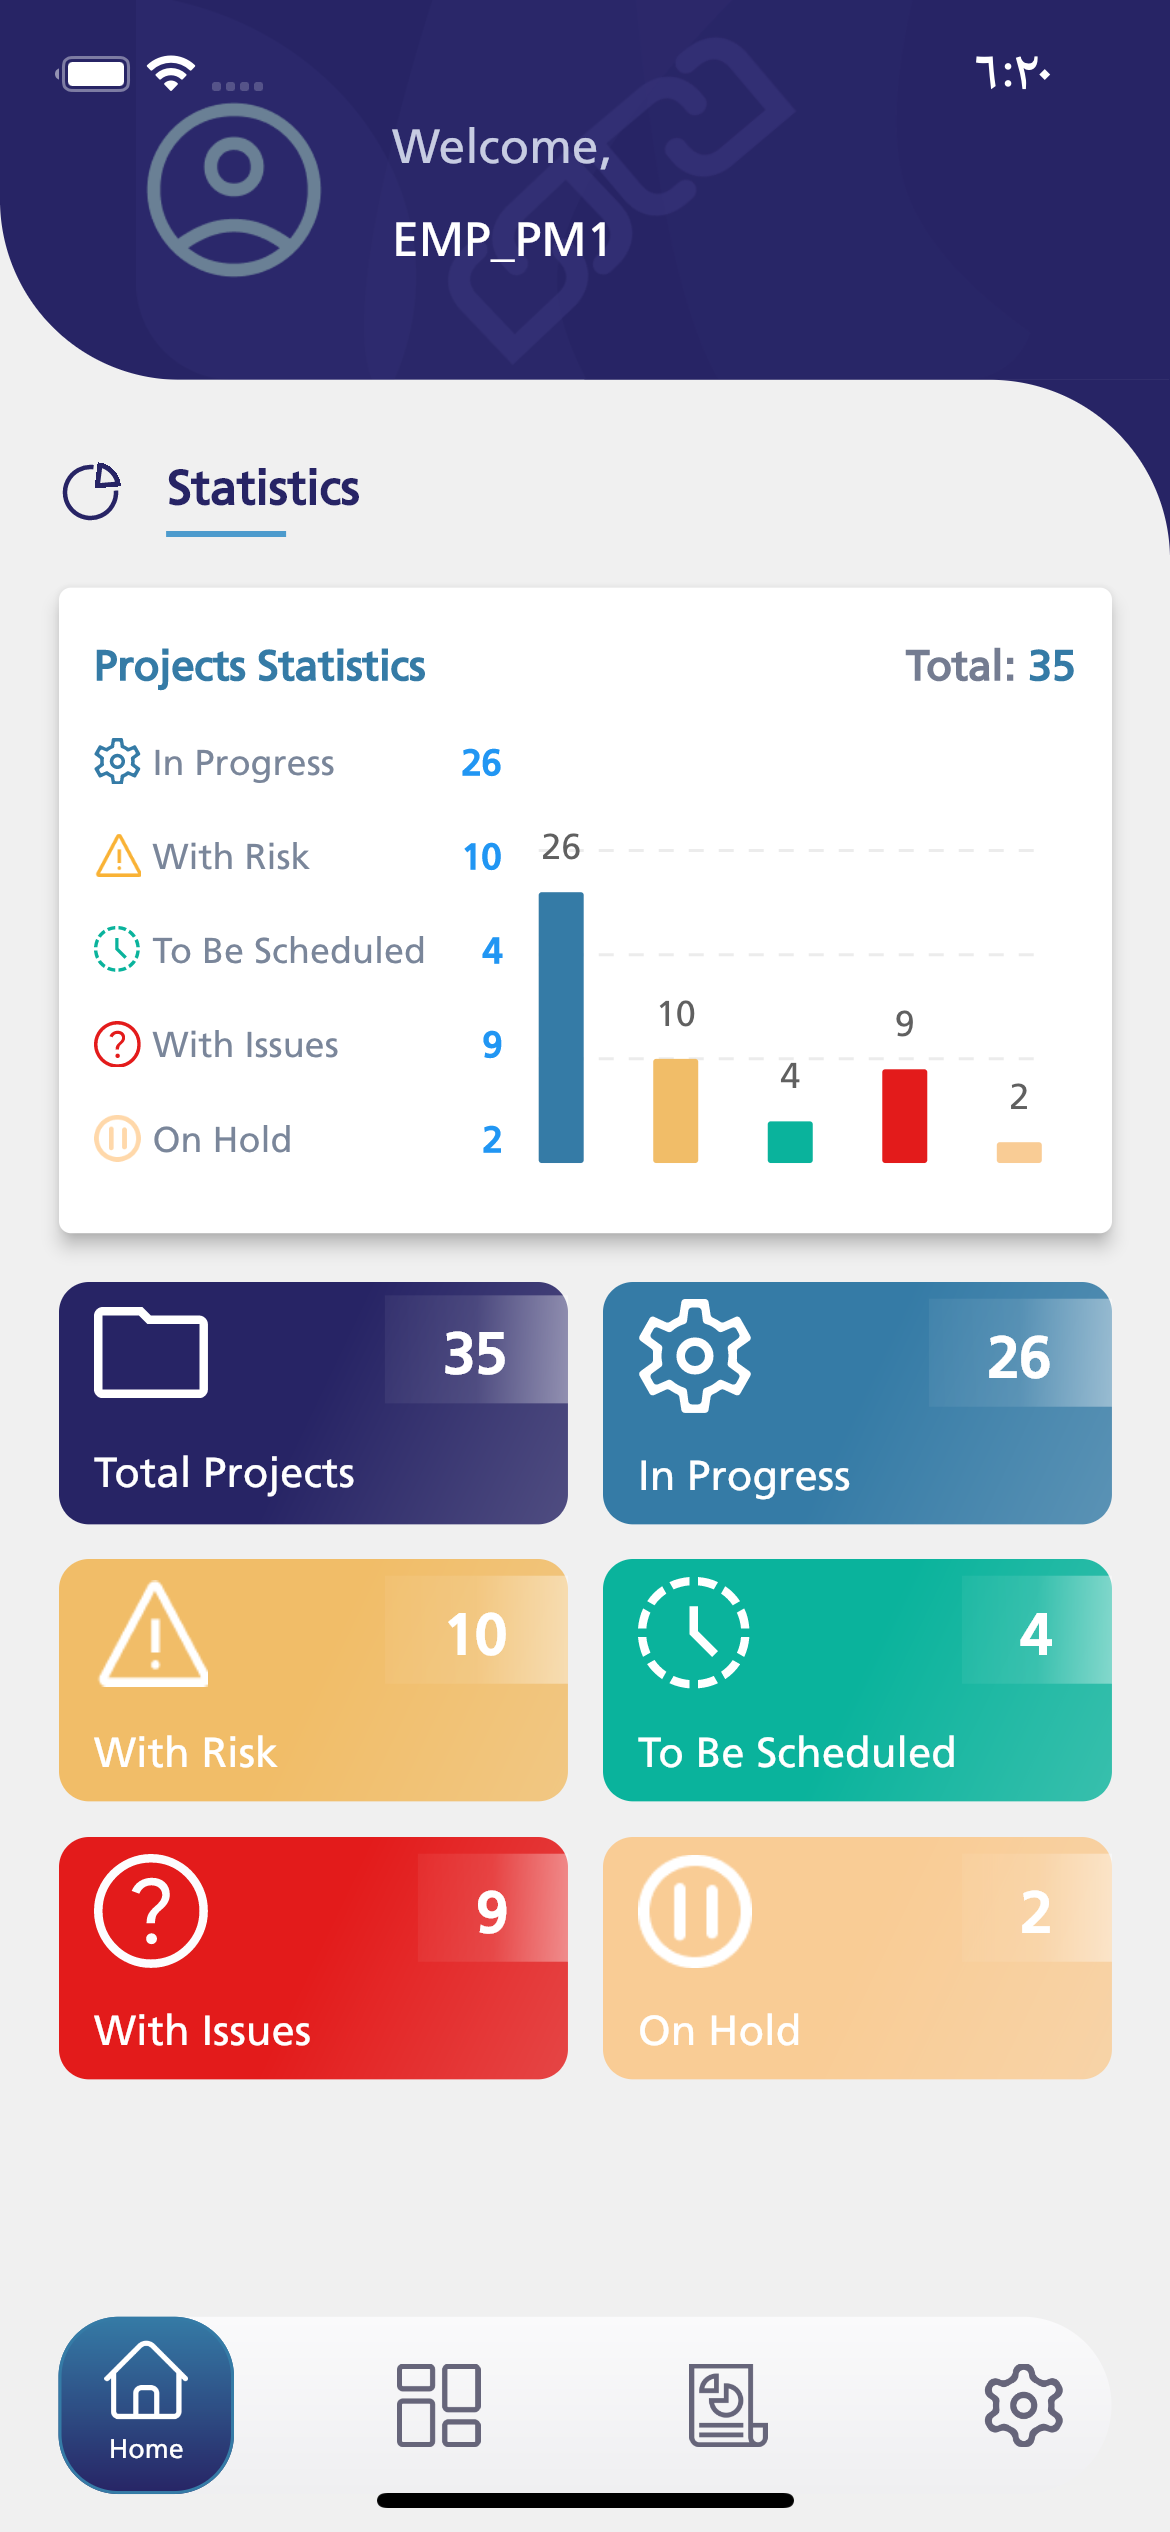 ٦:٢٠
Welcome,
EMP_PM1
Statistics
Projects Statistics
Total: 35
In Progress 26
With Risk 10
To Be Scheduled 4
With Issues 9
On Hold 2
26
10
4
9
2
35
Total Projects
26
In Progress
10
With Risk
4
To Be Scheduled
9
With Issues
2
On Hold
Home